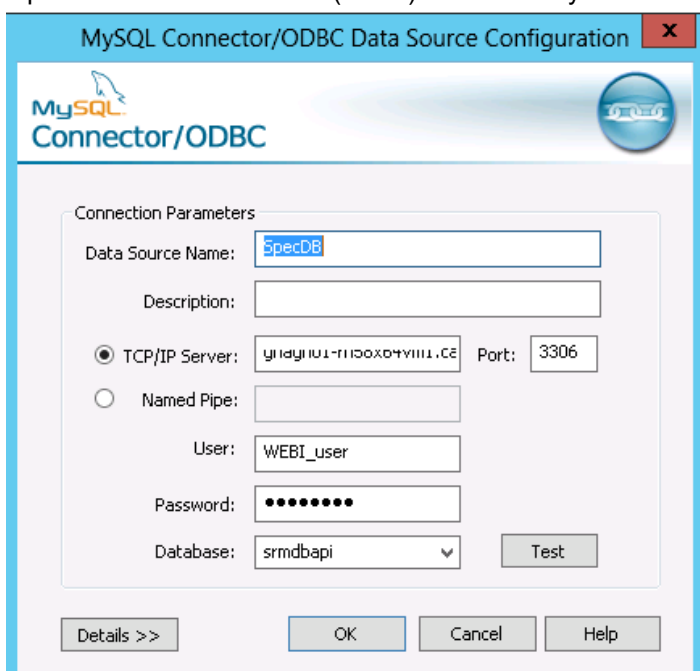 MySQL Connector/ODBC Data Source Configuration x
MySQL
Connector/ODBC
Connection Parameters
Data Source Name: SpecDB
Description:
TCP/IP Server: Port: 3306
Named Pipe:
User: WEBI_user
Password: ••••••••
Database: srmdbapi Test
Details >> OK Cancel Help